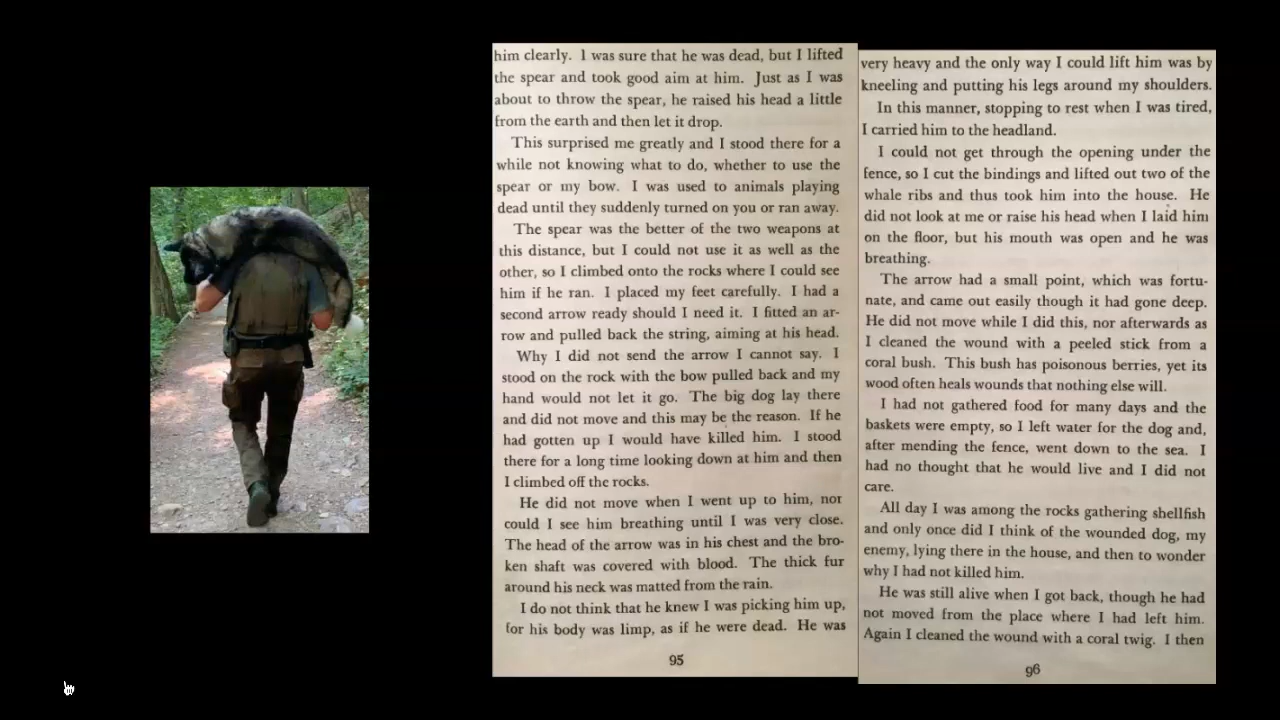 him clearly. I was sure that he was dead, but I lifted
the spear and took good aim at him. Just as I was
about to throw the spear, he raised his head a little
from the earth and then let it drop.
This surprised me greatly and I stood there for a
while not knowing what to do, whether to use the
spear or my bow. I was used to animals playing
dead until they suddenly turned on you or ran away.
The spear was the better of the two weapons at
this distance, but I could not use it as well as the
other, so I climbed onto the rocks where I could see
him if he ran. I placed my feet carefully. I had a
second arrow ready should I need it. I fitted an ar-
row and pulled back the string, aiming at his head.
Why I did not send the arrow I cannot say. I
stood on the rock with the bow pulled back and my
hand would not let it go. The big dog lay there
and did not move and this may be the reason. If he
had gotten up I would have killed him. I stood
there for a long time looking down at him and then
I climbed off the rocks.
He did not move when I went up to him, nor
could I see him breathing until I was very close.
The head of the arrow was in his chest and the bro-
ken shaft was covered with blood. The thick fur
around his neck was matted from the rain.
I do not think that he knew I was picking him up,
for his body was limp, as if he were dead. He was
95
very heavy and the only way I could lift him was by
kneeling and putting his legs around my shoulders.
In this manner, stopping to rest when I was tired,
I carried him to the headland.
I could not get through the opening under the
fence, so I cut the bindings and lifted out two of the
whale ribs and thus took him into the house. He
did not look at me or raise his head when I laid him
on the floor, but his mouth was open and he was
breathing.
The arrow had a small point, which was fortu-
nate, and came out easily though it had gone deep.
He did not move while I did this, nor afterwards as
I cleaned the wound with a peeled stick from a
coral bush. This bush has poisonous berries, yet its
wood often heals wounds that nothing else will.
I had not gathered food for many days and the
baskets were empty, so I left water for the dog and,
after mending the fence, went down to the sea. I
had no thought that he would live and I did not
care.
All day I was among the rocks gathering shellfish
and only once did I think of the wounded dog, my
enemy, lying there in the house, and then to wonder
why I had not killed him.
He was still alive when I got back, though he had
not moved from the place where I had left him.
Again I cleaned the wound with a coral twig. I then
96